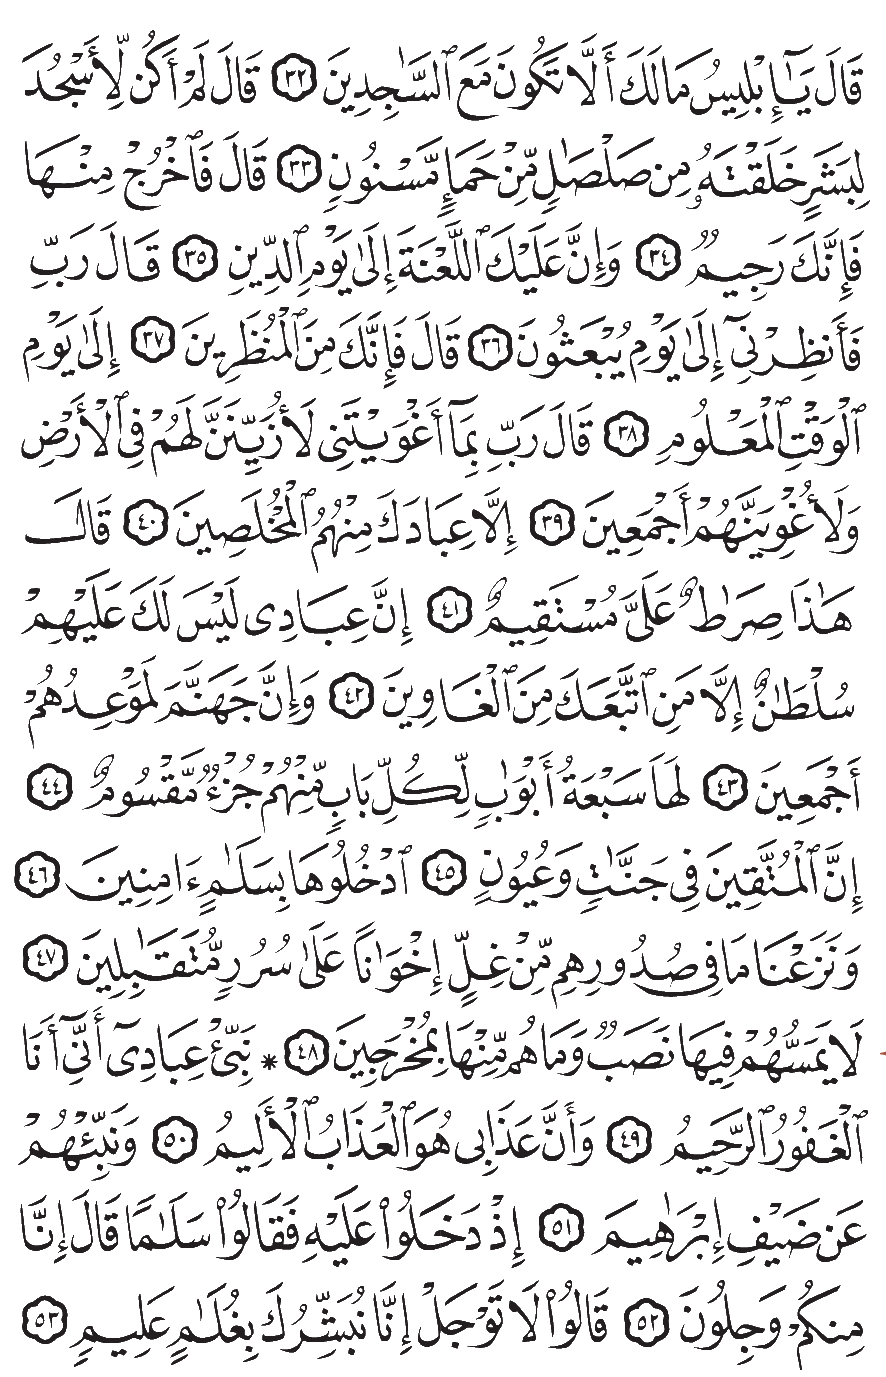 قَالَ يَـٰٓإِبۡلِيسُ مَا لَكَ أَلَّا تَكُونَ مَعَ ٱلسَّـٰجِدِينَ ٣٢ قَالَ لَمۡ أَكُن لِّأَسۡجُدَ
لِبَشَرٍ خَلَقۡتَهُۥ مِن صَلۡصَـٰلٖ مِّنۡ حَمَإٖ مَّسۡنُونٖ ٣٣ قَالَ فَٱخۡرُجۡ مِنۡهَا
فَإِنَّكَ رَجِيمٞ ٣٤ وَإِنَّ عَلَيۡكَ ٱللَّعۡنَةَ إِلَىٰ يَوۡمِ ٱلدِّينِ ٣٥ قَالَ رَبِّ
فَأَنظِرۡنِيٓ إِلَىٰ يَوۡمِ يُبۡعَثُونَ ٣٦ قَالَ فَإِنَّكَ مِنَ ٱلۡمُنظَرِينَ ٣٧ إِلَىٰ يَوۡمِ
ٱلۡوَقۡتِ ٱلۡمَعۡلُومِ ٣٨ قَالَ رَبِّ بِمَآ أَغۡوَيۡتَنِي لَأُزَيِّنَنَّ لَهُمۡ فِي ٱلۡأَرۡضِ
وَلَأُغۡوِيَنَّهُمۡ أَجۡمَعِينَ ٣٩ إِلَّا عِبَادَكَ مِنۡهُمُ ٱلۡمُخۡلَصِينَ ٤٠ قَالَ
هَـٰذَا صِرَٰطٌ عَلَيَّ مُسۡتَقِيمٌ ٤١ إِنَّ عِبَادِي لَيۡسَ لَكَ عَلَيۡهِمۡ
سُلۡطَـٰنٌ إِلَّا مَنِ ٱتَّبَعَكَ مِنَ ٱلۡغَاوِينَ ٤٢ وَإِنَّ جَهَنَّمَ لَمَوۡعِدُهُمۡ
أَجۡمَعِينَ ٤٣ لَهَا سَبۡعَةُ أَبۡوَٰبٖ لِّكُلِّ بَابٖ مِّنۡهُمۡ جُزۡءٞ مَّقۡسُومٌ ٤٤
إِنَّ ٱلۡمُتَّقِينَ فِي جَنَّـٰتٖ وَعُيُونٍ ٤٥ ٱدۡخُلُوهَا بِسَلَـٰمٍ ءَامِنِينَ ٤٦
وَنَزَعۡنَا مَا فِي صُدُورِهِم مِّنۡ غِلٍّ إِخۡوَٰنًا عَلَىٰ سُرُرٖ مُّتَقَـٰبِلِينَ ٤٧
لَا يَمَسُّهُمۡ فِيهَا نَصَبٞ وَمَا هُم مِّنۡهَا بِمُخۡرَجِينَ ٤٨ * نَبِّئۡ عِبَادِيٓ أَنِّيٓ أَنَا
ٱلۡغَفُورُ ٱلرَّحِيمُ ٤٩ وَأَنَّ عَذَابِي هُوَ ٱلۡعَذَابُ ٱلۡأَلِيمُ ٥٠ وَنَبِّئۡهُمۡ
عَن ضَيۡفِ إِبۡرَٰهِيمَ ٥١ إِذۡ دَخَلُواْ عَلَيۡهِ فَقَالُواْ سَلَـٰمٗا قَالَ إِنَّا
مِنكُمۡ وَجِلُونَ ٥٢ قَالُواْ لَا تَوۡجَلۡ إِنَّا نُبَشِّرُكَ بِغُلَـٰمٍ عَلِيمٖ ٥٣